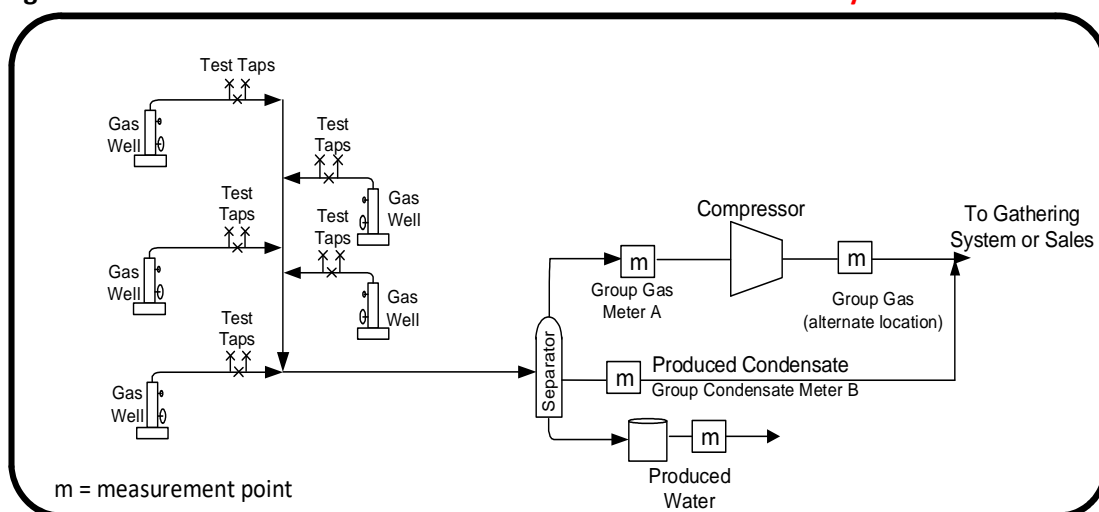 Test Taps
Gas
Well
Test
Taps
Gas
Well
Test
Taps
Gas
Well
Test
Taps
Gas
Well
Test
Taps
Gas
Well
Compressor
To Gathering
System or Sales
m
Group Gas
Meter A
m
Group Gas
(alternate location)
Separator
m
Produced Condensate
Group Condensate Meter B
m
Produced
Water
m = measurement point